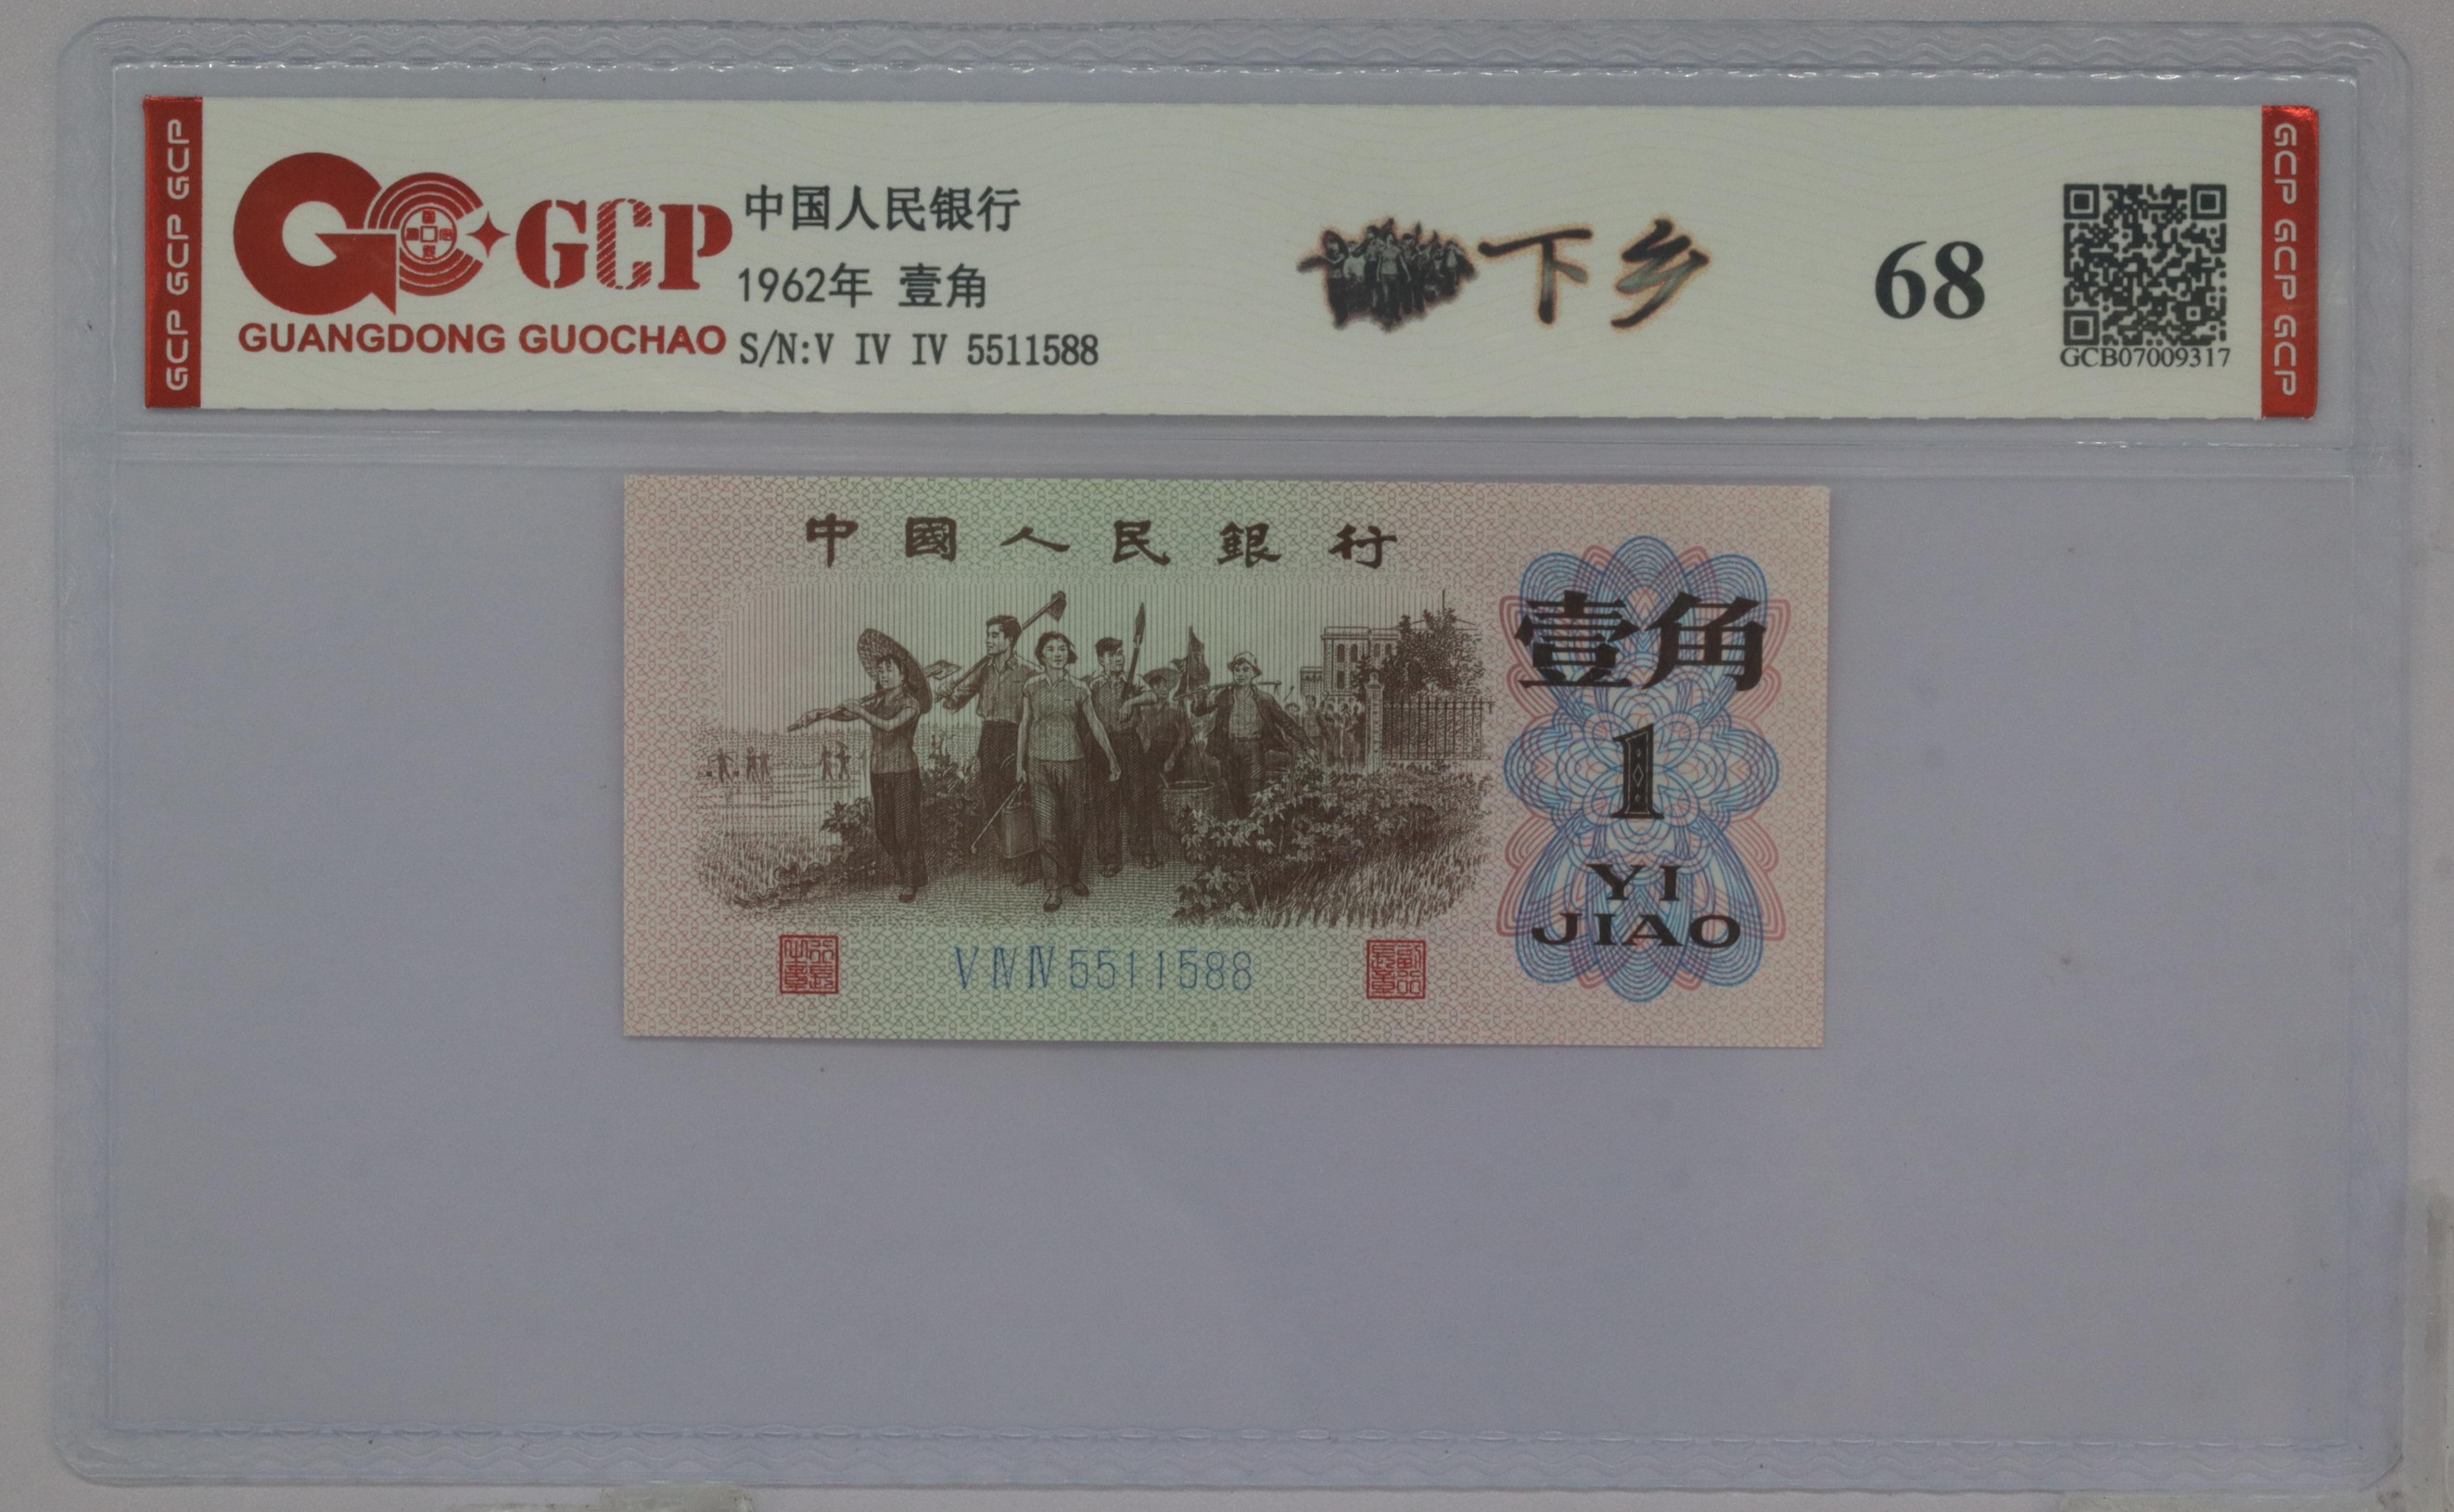 GCP GCP GCP
GCP
GUANGDONG GUOCHAO
中国人民银行
1962年 壹角
S/N:V IV IV 5511588
下乡
68
GCB07009317
GCP GCP GCP
中國人民銀行
壹角
1
YI
JIAO
V IV IV 5511588